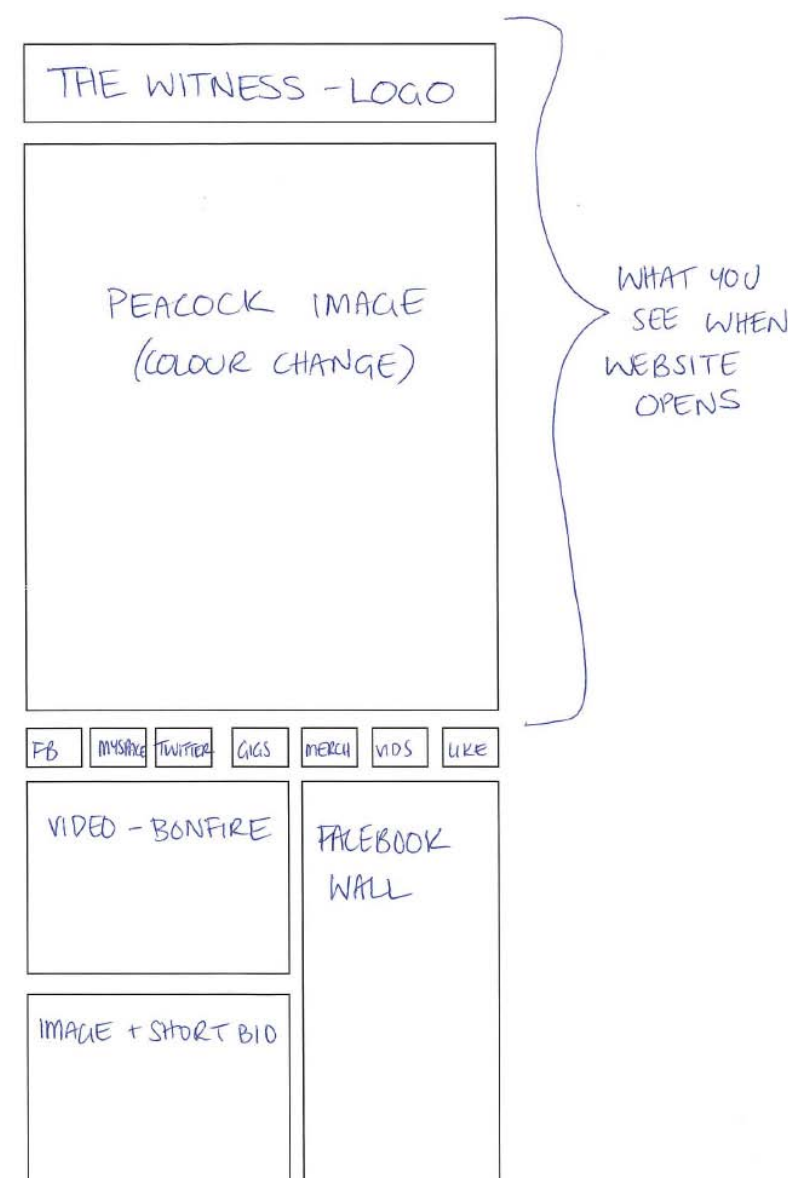 THE WITNESS - LOGO
PEACOCK IMAGE
(COLOUR CHANGE)
WHAT YOU
SEE WHEN
WEBSITE
OPENS
FB MYSPACE TWITTER GIGS MERCH VIDS LIKE
VIDEO - BONFIRE
FACEBOOK
WALL
IMAGE + SHORT BIO